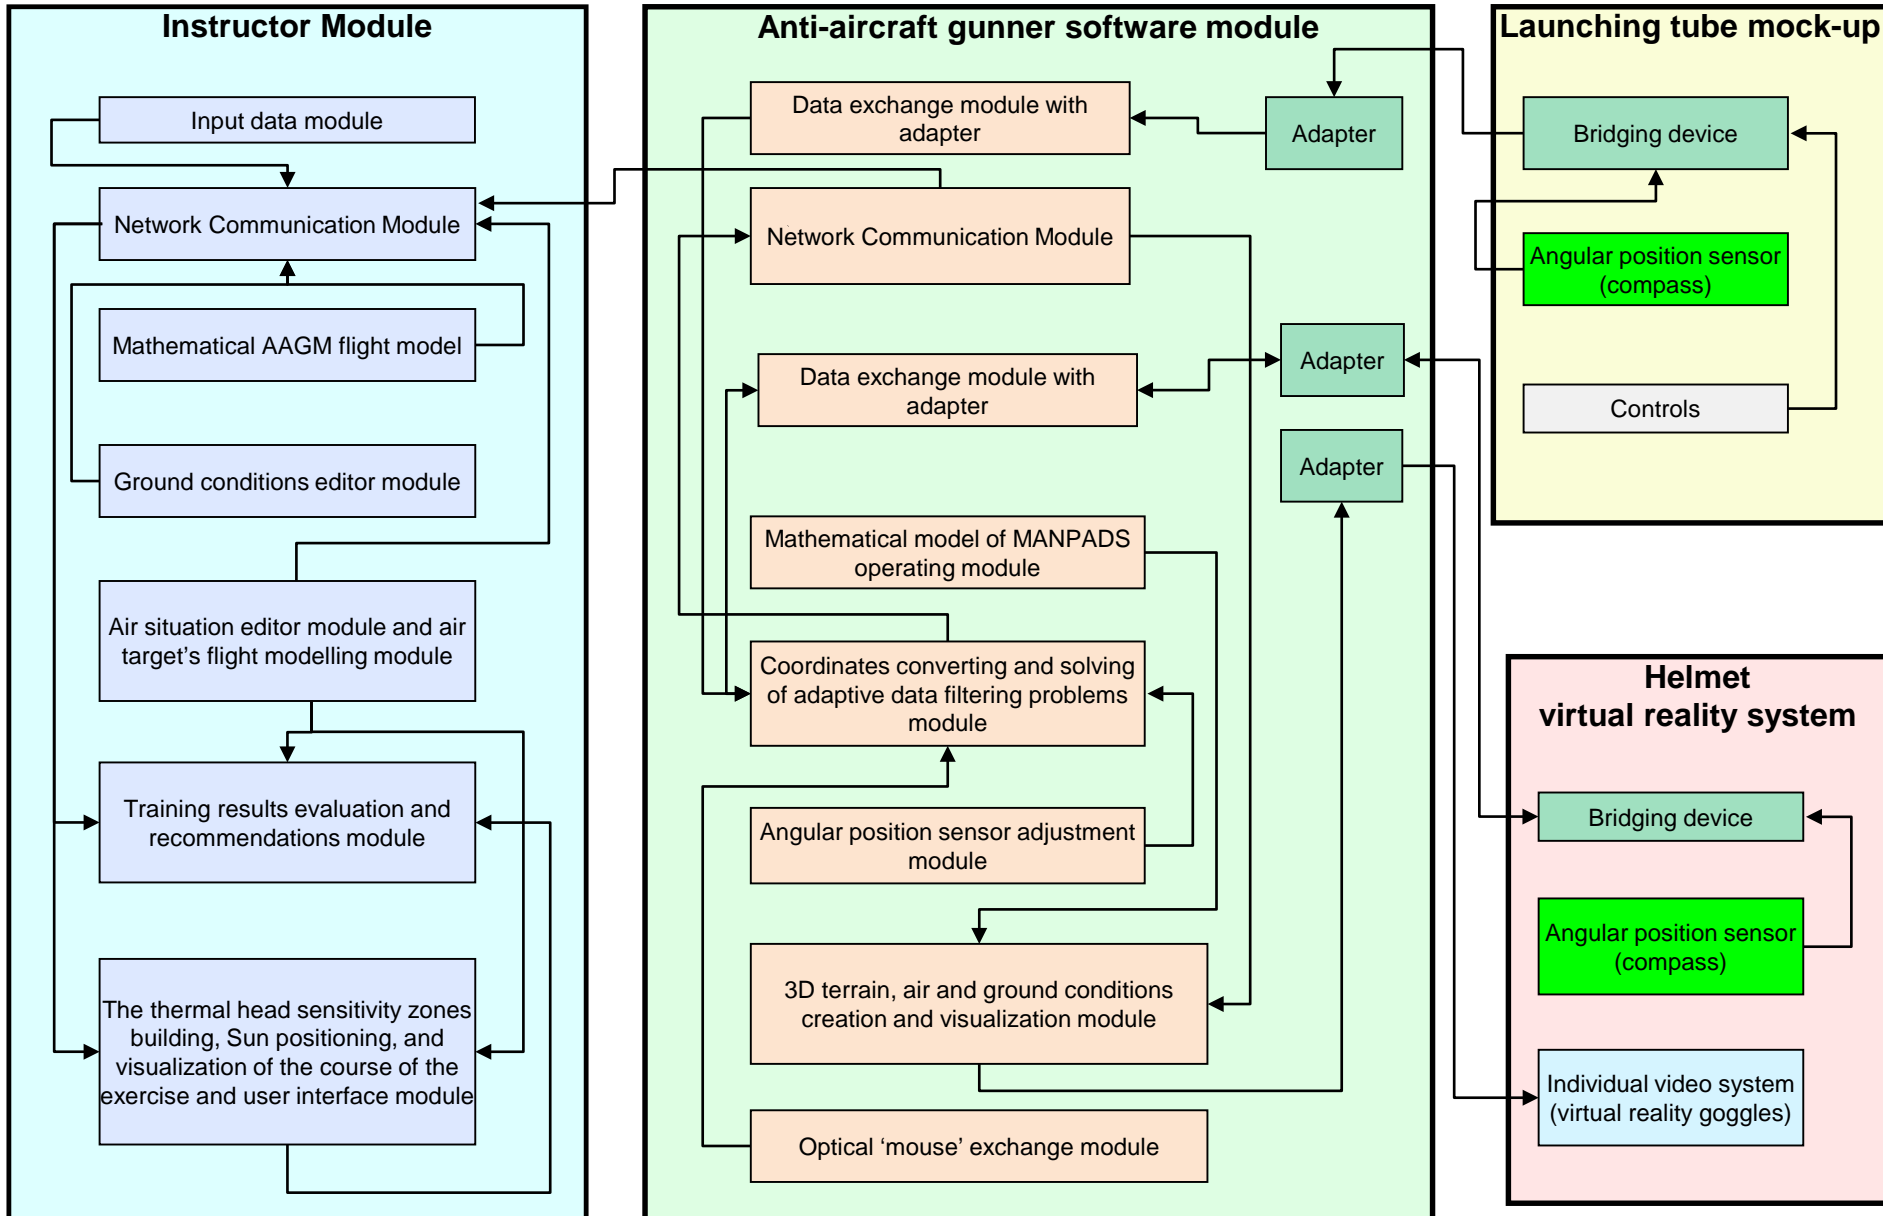 Instructor Module
Input data module
Network Communication Module
Mathematical AAGM flight model
Ground conditions editor module
Air situation editor module and air
target's flight modelling module
Training results evaluation and
recommendations module
The thermal head sensitivity zones
building, Sun positioning, and
visualization of the course of the
exercise and user interface module
Anti-aircraft gunner software module
Data exchange module with
adapter
Adapter
Network Communication Module
Data exchange module with
adapter
Adapter
Adapter
Mathematical model of MANPADS
operating module
Coordinates converting and solving
of adaptive data filtering problems
module
Angular position sensor adjustment
module
3D terrain, air and ground conditions
creation and visualization module
Optical ‘mouse’ exchange module
Launching tube mock-up
Bridging device
Angular position sensor
(compass)
Controls
Helmet
virtual reality system
Bridging device
Angular position sensor
(compass)
Individual video system
(virtual reality goggles)